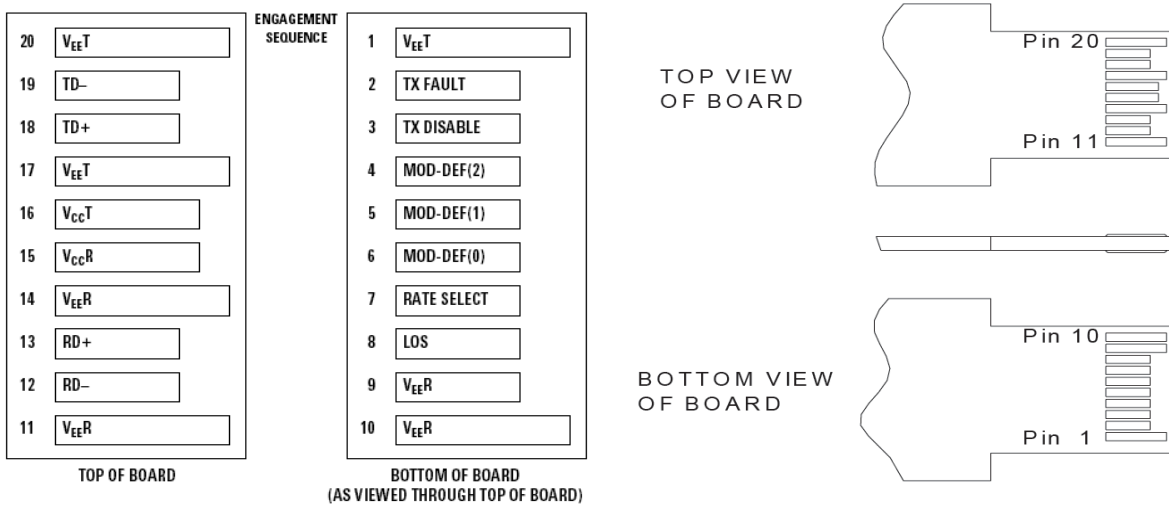 ENGAGEMENT
SEQUENCE
20 VEET
19 TD–
18 TD+
17 VEET
16 VCCT
15 VCCR
14 VEER
13 RD+
12 RD–
11 VEER
TOP OF BOARD
1 VEET
2 TX FAULT
3 TX DISABLE
4 MOD-DEF(2)
5 MOD-DEF(1)
6 MOD-DEF(0)
7 RATE SELECT
8 LOS
9 VEER
10 VEER
BOTTOM OF BOARD
(AS VIEWED THROUGH TOP OF BOARD)
TOP VIEW
OF BOARD
Pin 20
Pin 11
BOTTOM VIEW
OF BOARD
Pin 10
Pin 1